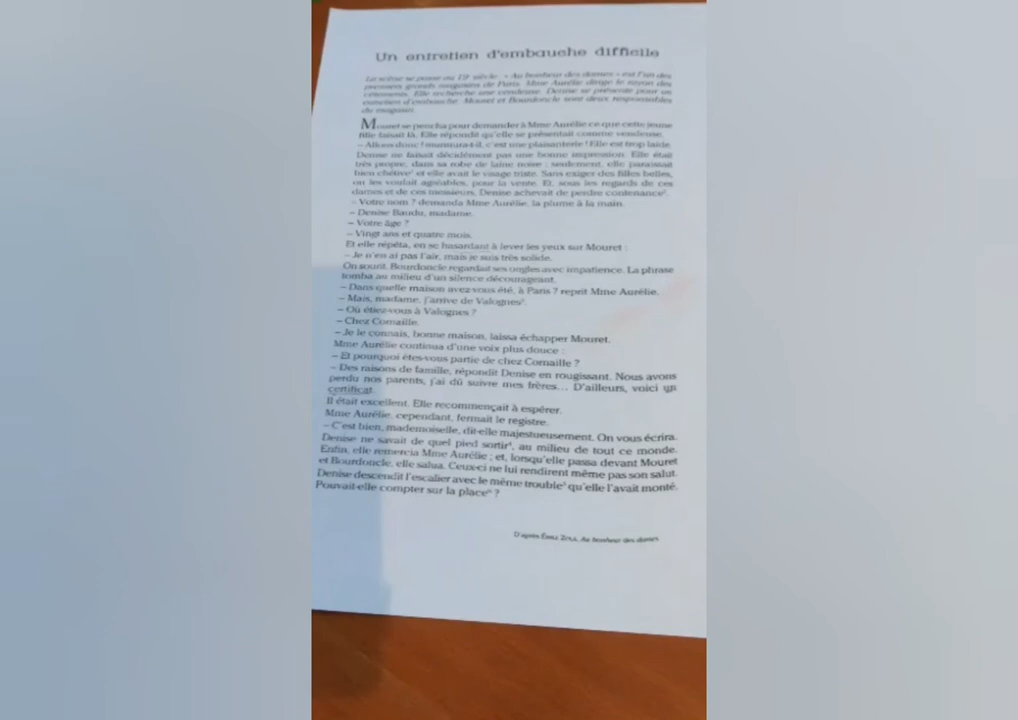 Un entretien d'embauche difficile
La scène se passe au 19e siècle. « Au bonheur des dames » est l'un des
premiers grands magasins de Paris. Mme Aurélie dirige le rayon des
vêtements. Elle recherche une vendeuse. Denise se présente pour un
entretien d'embauche. Mouret et Bourdoncle sont deux responsables
du magasin.
Mouret se pencha pour demander à Mme Aurélie ce que cette jeune
fille faisait là. Elle répondit qu'elle se présentait comme vendeuse.
– Allons donc ! murmura-t-il, c'est une plaisanterie ! Elle est trop laide.
Denise ne faisait décidément pas une bonne impression. Elle était
très propre, dans sa robe de laine noire ; seulement, elle paraissait
bien chétive¹ et elle avait le visage triste. Sans exiger des filles belles,
on les voulait agréables, pour la vente. Et, sous les regards de ces
dames et de ces messieurs, Denise achevait de perdre contenance².
– Votre nom ? demanda Mme Aurélie, la plume à la main.
– Denise Baudu, madame.
– Votre âge ?
– Vingt ans et quatre mois.
Et elle répéta, en se hasardant à lever les yeux sur Mouret :
– Je n'en ai pas l'air, mais je suis très solide.
On sourit. Bourdoncle regardait ses ongles avec impatience. La phrase
tomba au milieu d'un silence décourageant.
– Dans quelle maison avez-vous été, à Paris ? reprit Mme Aurélie.
– Mais, madame, j'arrive de Valognes³.
– Où étiez-vous à Valognes ?
– Chez Cornaille.
– Je le connais, bonne maison, laissa échapper Mouret.
Mme Aurélie continua d'une voix plus douce :
– Et pourquoi êtes-vous partie de chez Cornaille ?
– Des raisons de famille, répondit Denise en rougissant. Nous avons
perdu nos parents, j'ai dû suivre mes frères... D'ailleurs, voici un
certificat.
Il était excellent. Elle recommençait à espérer.
Mme Aurélie, cependant, fermait le registre.
– C'est bien, mademoiselle, dit-elle majestueusement. On vous écrira.
Denise ne savait de quel pied sortir⁴, au milieu de tout ce monde.
Enfin, elle remercia Mme Aurélie ; et, lorsqu'elle passa devant Mouret
et Bourdoncle, elle salua. Ceux-ci ne lui rendirent même pas son salut.
Denise descendit l'escalier avec le même trouble⁵ qu'elle l'avait monté.
Pouvait-elle compter sur la place⁶ ?
D'après Émile Zola, Au bonheur des dames